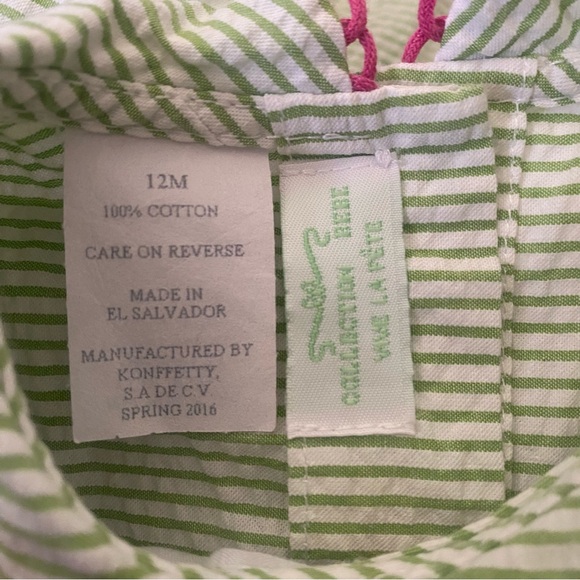 12M
100% COTTON
CARE ON REVERSE
MADE IN
EL SALVADOR
MANUFACTURED BY
KONFFETTY,
S.A DE C.V.
SPRING 2016
COLLECTION BEBE
VIVE LA FÊTE